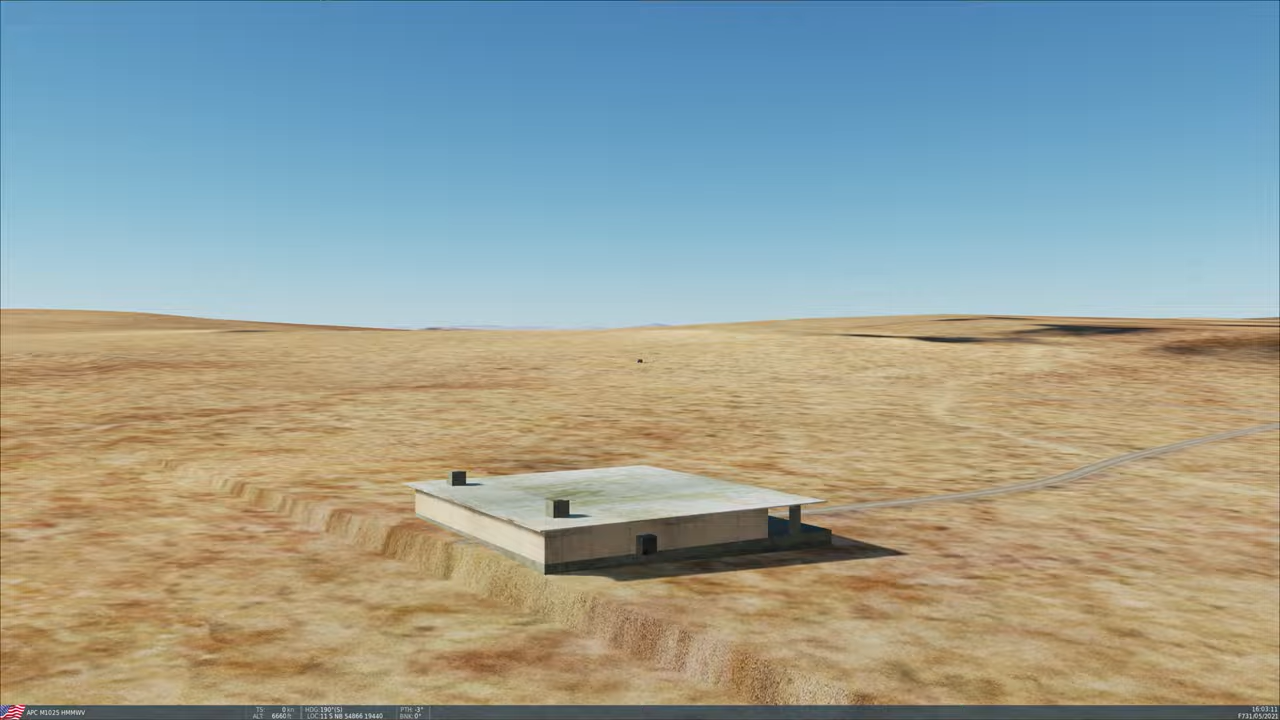 APC M1025 HMMWV
TS: 0 kn
ALT: 6660 ft
HDG: 190°(S)
LOC: 11 S NB 54866 19440
PTH: -3°
BNK: 0°
16:03:11